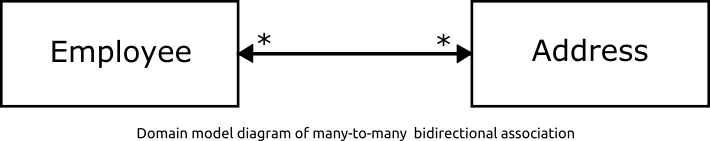 Employee * * Address
Domain model diagram of many-to-many bidirectional association